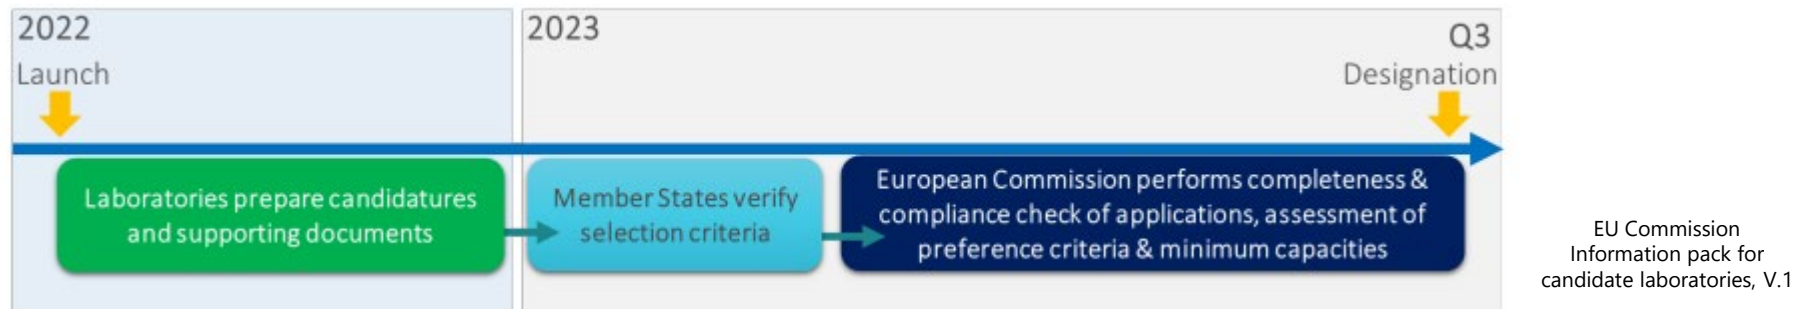 2022
Launch
2023
Q3
Designation
Laboratories prepare candidatures
and supporting documents
Member States verify
selection criteria
European Commission performs completeness &
compliance check of applications, assessment of
preference criteria & minimum capacities
EU Commission
Information pack for
candidate laboratories, V.1